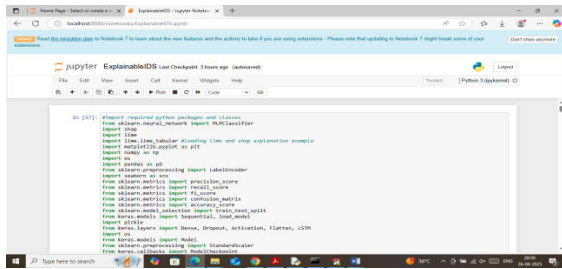 Home Page - Select or create a n
ExplainableIDS - Jupyter Notebo
localhost:8888/notebooks/ExplainableIDS.ipynb
Read the migration plan to Notebook 7 to learn about the new features and the actions to take if you are using extensions - Please note that updating to Notebook 7 might break some of your extensions.
Don't show anymore
jupyter ExplainableIDS Last Checkpoint: 3 hours ago (autosaved)
Logout
File Edit View Insert Cell Kernel Widgets Help
Trusted
Python 3 (ipykernel)
Run
Code
In [57]:
#import required python packages and classes
from sklearn.neural_network import MLPClassifier
import shap
import lime
import lime.lime_tabular #loading lime and shap explanation example
import matplotlib.pyplot as plt
import numpy as np
import os
import pandas as pd
from sklearn.preprocessing import LabelEncoder
import seaborn as sns
from sklearn.metrics import precision_score
from sklearn.metrics import recall_score
from sklearn.metrics import f1_score
from sklearn.metrics import confusion_matrix
from sklearn.metrics import accuracy_score
from sklearn.model_selection import train_test_split
from keras.models import Sequential, load_model
import pickle
from keras.layers import Dense, Dropout, Activation, Flatten, LSTM
import os
from keras.models import Model
from sklearn.preprocessing import StandardScaler
from keras.callbacks import ModelCheckpoint
Type here to search
36°C
ENG